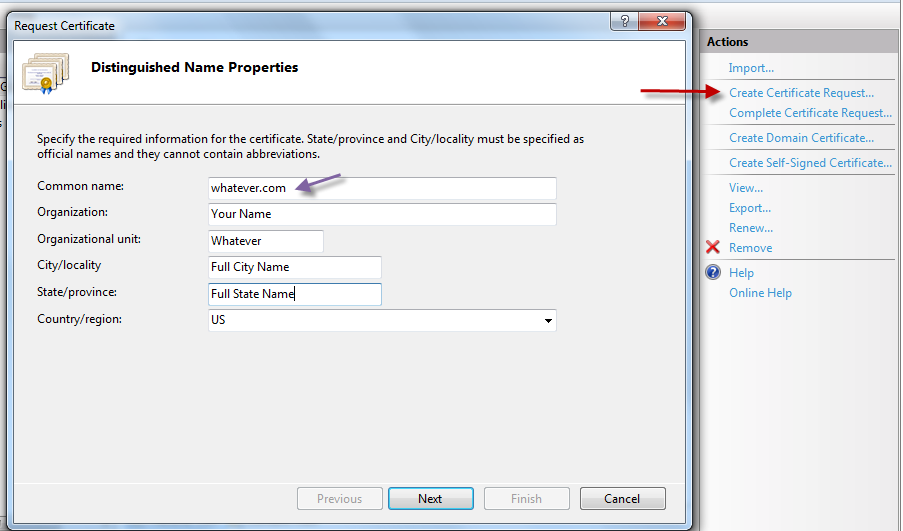 Request Certificate
?
Distinguished Name Properties
Specify the required information for the certificate. State/province and City/locality must be specified as
official names and they cannot contain abbreviations.
Common name: whatever.com
Organization: Your Name
Organizational unit: Whatever
City/locality Full City Name
State/province: Full State Name
Country/region: US
Previous Next Finish Cancel
Actions
Import...
Create Certificate Request...
Complete Certificate Request...
Create Domain Certificate...
Create Self-Signed Certificate...
View...
Export...
Renew...
Remove
? Help
Online Help